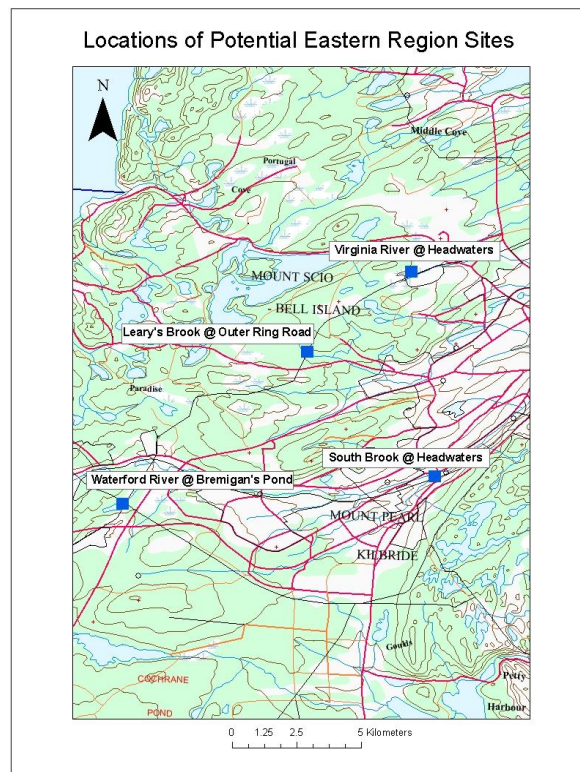 Locations of Potential Eastern Region Sites
N
Middle Cove
Portugal
Cove
Virginia River @ Headwaters
MOUNT SCIO
BELL ISLAND
Leary's Brook @ Outer Ring Road
Paradise
South Brook @ Headwaters
Waterford River @ Bremigan's Pond
MOUNT PEARL
KILBRIDE
Goulds
Petty
Harbour
COCHRANE
POND
0 1.25 2.5 5 Kilometers